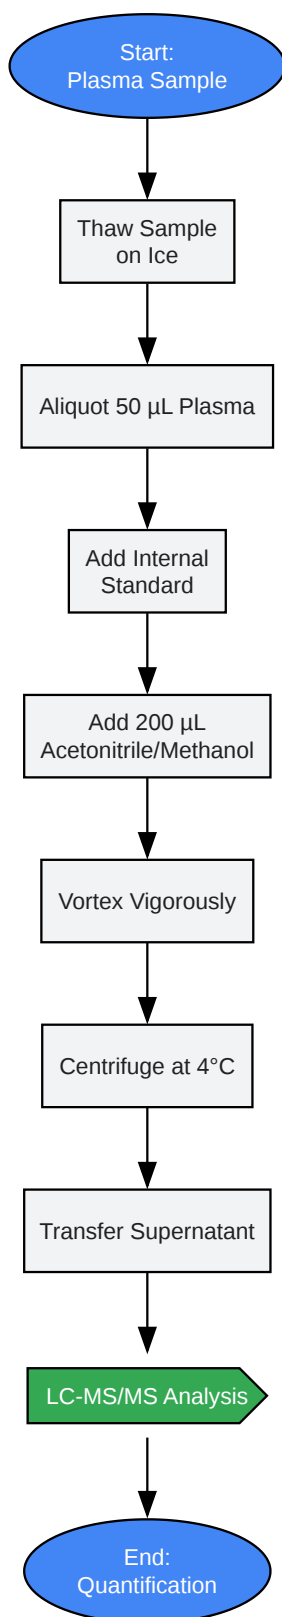 Start:
Plasma Sample
Thaw Sample
on Ice
Aliquot 50 µL Plasma
Add Internal
Standard
Add 200 µL
Acetonitrile/Methanol
Vortex Vigorously
Centrifuge at 4°C
Transfer Supernatant
LC-MS/MS Analysis
End:
Quantification